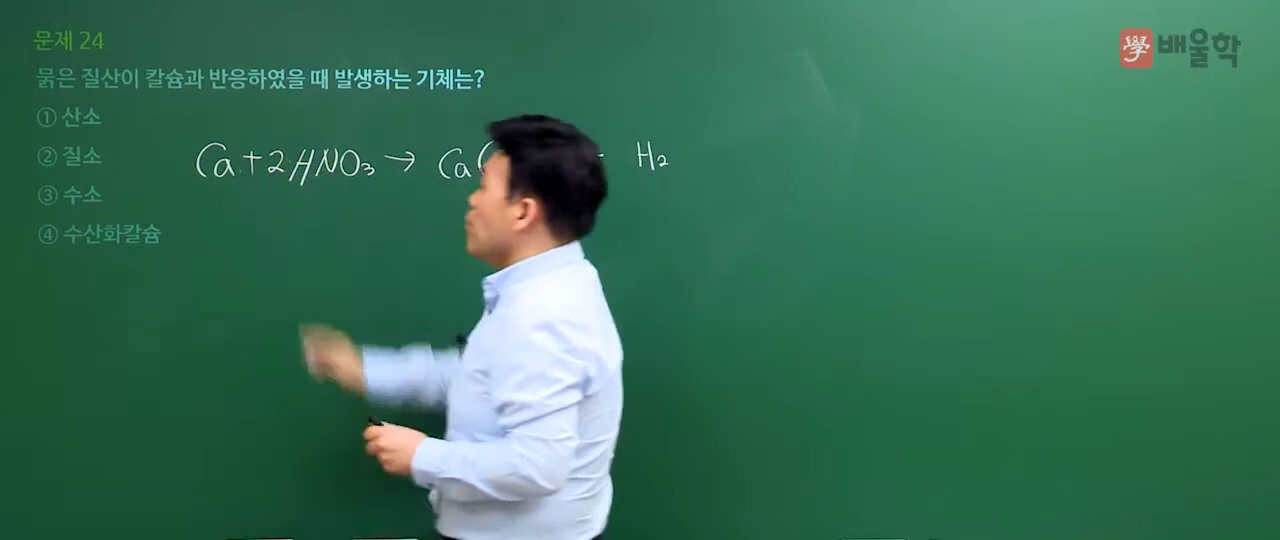 문제 24
學 배울학
묽은 질산이 칼슘과 반응하였을 때 발생하는 기체는?
① 산소
② 질소
③ 수소
④ 수산화칼슘
Ca + 2HNO₃ → Ca( H₂